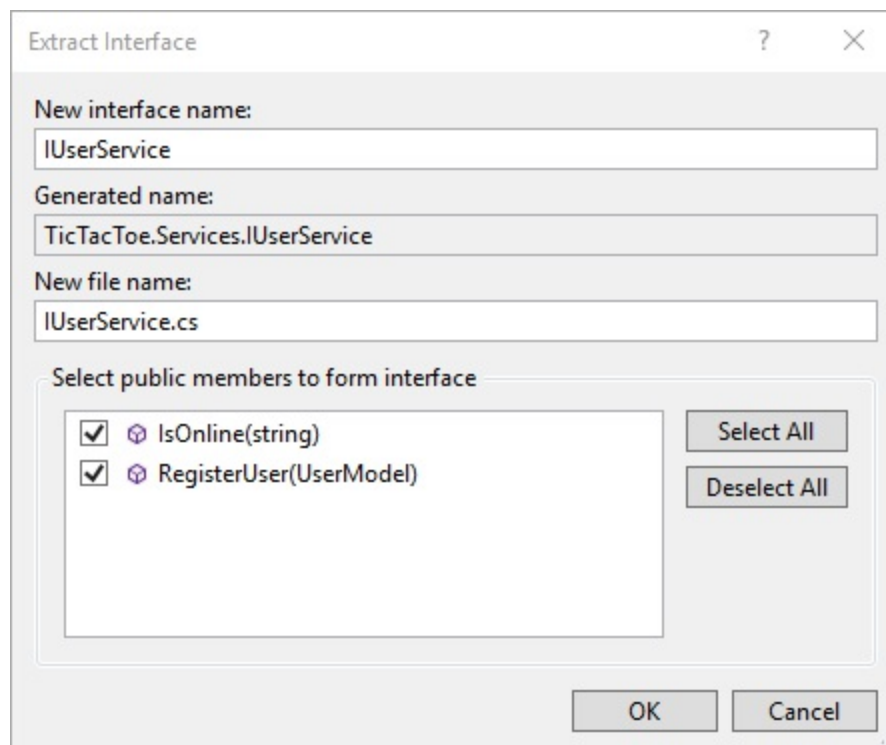 Extract Interface ?
New interface name:
IUserService
Generated name:
TicTacToe.Services.IUserService
New file name:
IUserService.cs
Select public members to form interface
IsOnline(string)
RegisterUser(UserModel)
Select All
Deselect All
OK Cancel